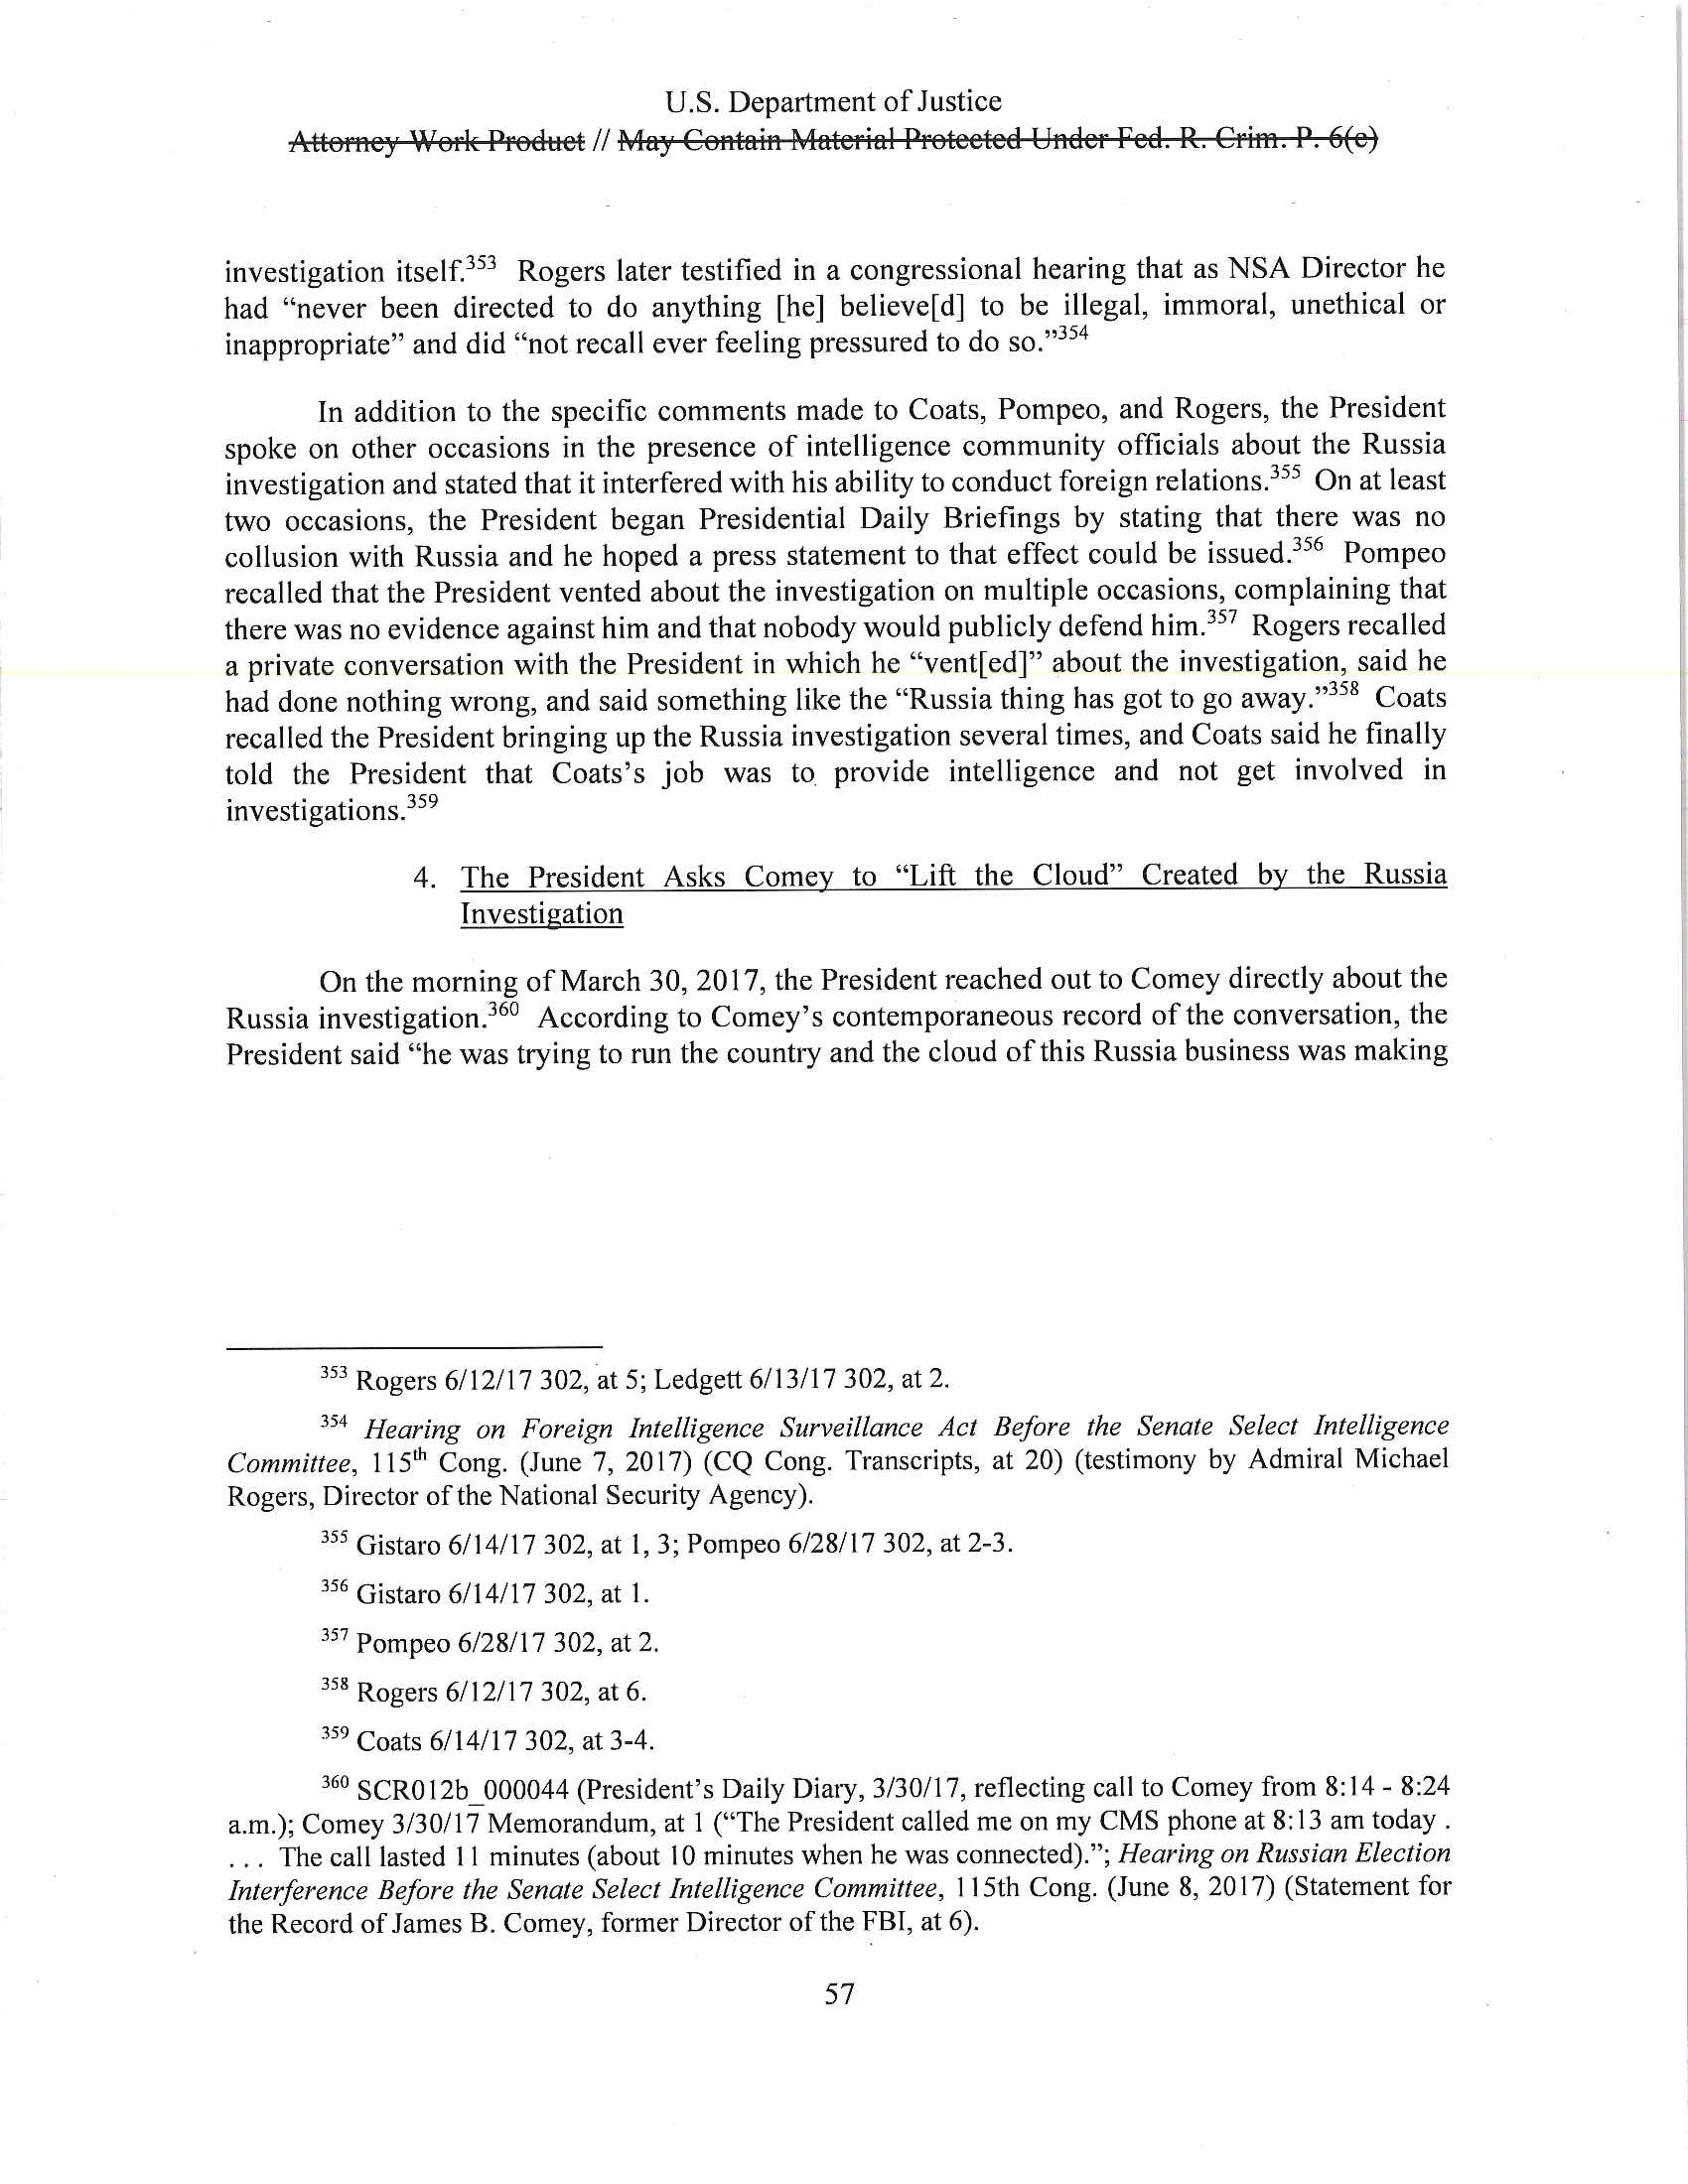 U.S. Department of Justice
Attorney Work Product // May Contain Material Protected Under Fed. R. Crim. P. 6(e)
investigation itself.353 Rogers later testified in a congressional hearing that as NSA Director he
had “never been directed to do anything [he] believe[d] to be illegal, immoral, unethical or
inappropriate” and did “not recall ever feeling pressured to do so.”354
In addition to the specific comments made to Coats, Pompeo, and Rogers, the President
spoke on other occasions in the presence of intelligence community officials about the Russia
investigation and stated that it interfered with his ability to conduct foreign relations.355 On at least
two occasions, the President began Presidential Daily Briefings by stating that there was no
collusion with Russia and he hoped a press statement to that effect could be issued.356 Pompeo
recalled that the President vented about the investigation on multiple occasions, complaining that
there was no evidence against him and that nobody would publicly defend him.357 Rogers recalled
a private conversation with the President in which he “vent[ed]” about the investigation, said he
had done nothing wrong, and said something like the “Russia thing has got to go away.”358 Coats
recalled the President bringing up the Russia investigation several times, and Coats said he finally
told the President that Coats’s job was to provide intelligence and not get involved in
investigations.359
4. The President Asks Comey to “Lift the Cloud” Created by the Russia
Investigation
On the morning of March 30, 2017, the President reached out to Comey directly about the
Russia investigation.360 According to Comey’s contemporaneous record of the conversation, the
President said “he was trying to run the country and the cloud of this Russia business was making
353 Rogers 6/12/17 302, at 5; Ledgett 6/13/17 302, at 2.
354 Hearing on Foreign Intelligence Surveillance Act Before the Senate Select Intelligence
Committee, 115th Cong. (June 7, 2017) (CQ Cong. Transcripts, at 20) (testimony by Admiral Michael
Rogers, Director of the National Security Agency).
355 Gistaro 6/14/17 302, at 1, 3; Pompeo 6/28/17 302, at 2-3.
356 Gistaro 6/14/17 302, at 1.
357 Pompeo 6/28/17 302, at 2.
358 Rogers 6/12/17 302, at 6.
359 Coats 6/14/17 302, at 3-4.
360 SCR012b_000044 (President’s Daily Diary, 3/30/17, reflecting call to Comey from 8:14 - 8:24
a.m.); Comey 3/30/17 Memorandum, at 1 (“The President called me on my CMS phone at 8:13 am today .
. . . The call lasted 11 minutes (about 10 minutes when he was connected).”; Hearing on Russian Election
Interference Before the Senate Select Intelligence Committee, 115th Cong. (June 8, 2017) (Statement for
the Record of James B. Comey, former Director of the FBI, at 6).
57